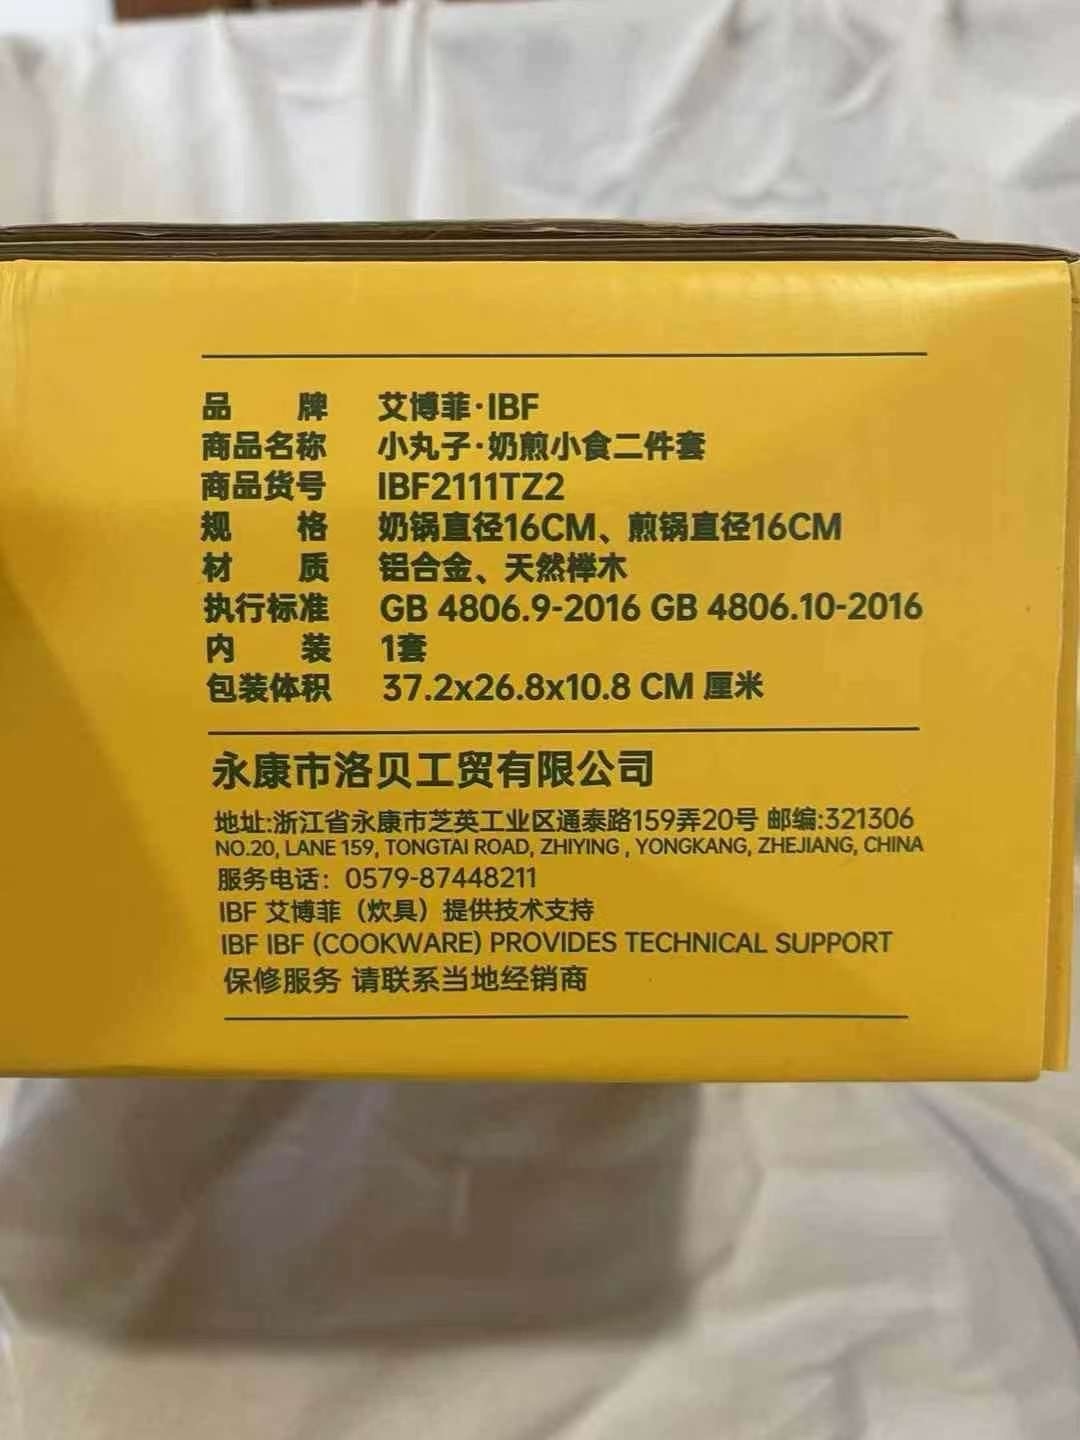 品牌 艾博菲·IBF
商品名称 小丸子·奶煎小食二件套
商品货号 IBF2111TZ2
规格 奶锅直径16CM、煎锅直径16CM
材质 铝合金、天然榉木
执行标准 GB 4806.9-2016 GB 4806.10-2016
内装 1套
包装体积 37.2x26.8x10.8 CM 厘米
永康市洛贝工贸有限公司
地址:浙江省永康市芝英工业区通泰路159弄20号 邮编:321306
NO.20, LANE 159, TONGTAI ROAD, ZHIYING , YONGKANG, ZHEJIANG, CHINA
服务电话：0579-87448211
IBF 艾博菲（炊具）提供技术支持
IBF IBF (COOKWARE) PROVIDES TECHNICAL SUPPORT
保修服务 请联系当地经销商